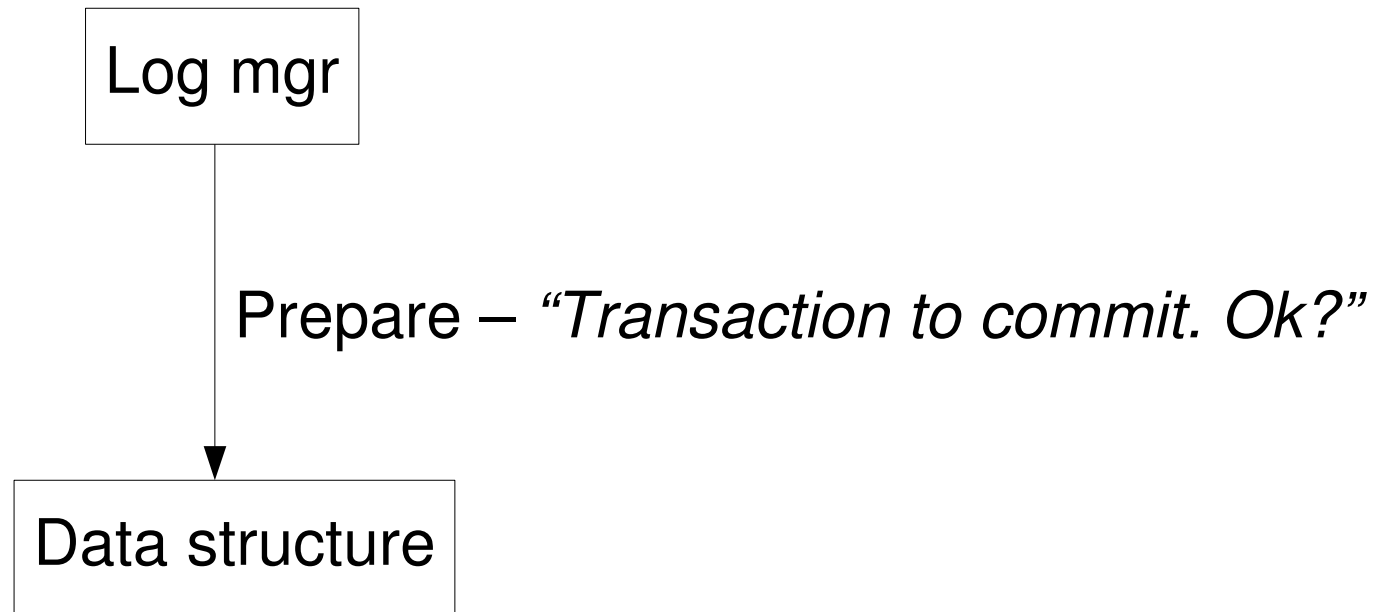 Log mgr
Prepare – “Transaction to commit. Ok?”
Data structure